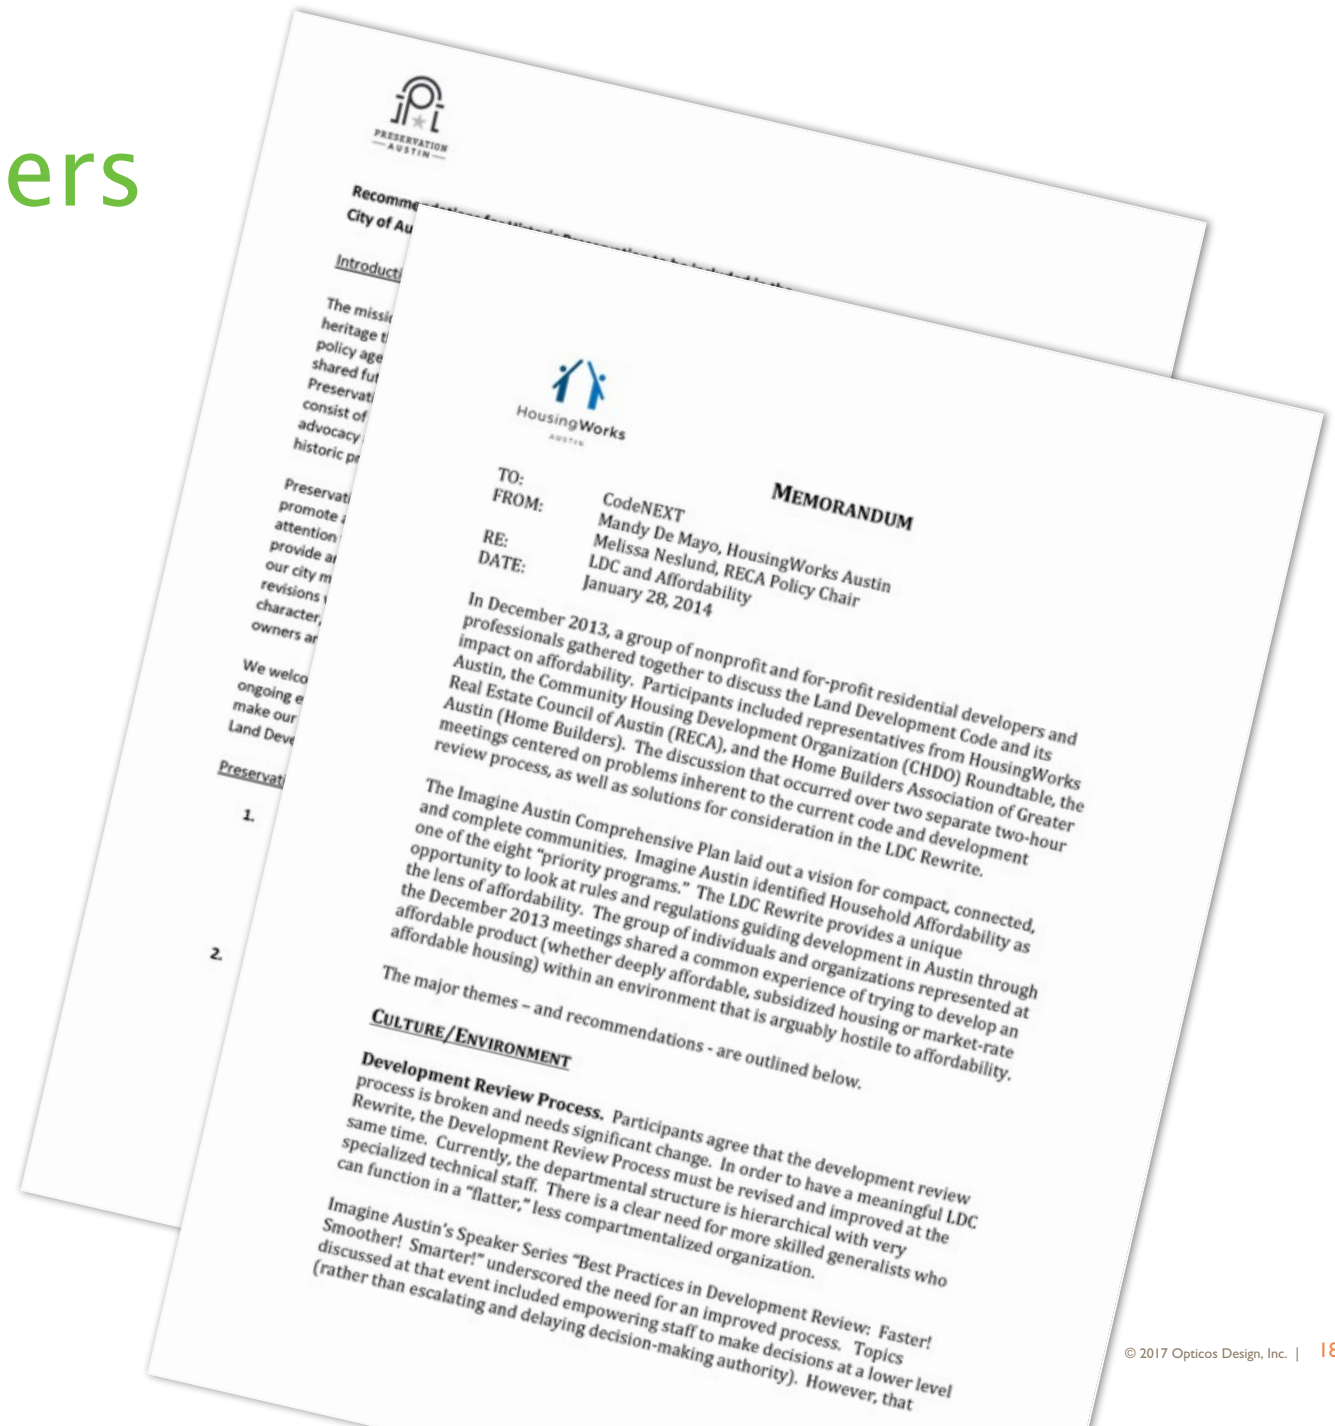 ers
PRESERVATION
AUSTIN
Recommendations for Historic Preservation to be included in the
City of Au
Introducti
The missi
heritage t
policy age
shared fut
Preservati
consist of
advocacy
historic pr
Preservati
promote a
attention
provide an
our city m
revisions
character,
owners ar
We welco
ongoing e
make our
Land Deve
Preservati
1.
2.
HousingWorks
AUSTIN
MEMORANDUM
TO: CodeNEXT
FROM: Mandy De Mayo, HousingWorks Austin
Melissa Neslund, RECA Policy Chair
RE: LDC and Affordability
DATE: January 28, 2014
In December 2013, a group of nonprofit and for-profit residential developers and
professionals gathered together to discuss the Land Development Code and its
impact on affordability. Participants included representatives from HousingWorks
Austin, the Community Housing Development Organization (CHDO) Roundtable, the
Real Estate Council of Austin (RECA), and the Home Builders Association of Greater
Austin (Home Builders). The discussion that occurred over two separate two-hour
meetings centered on problems inherent to the current code and development
review process, as well as solutions for consideration in the LDC Rewrite.
The Imagine Austin Comprehensive Plan laid out a vision for compact, connected,
and complete communities. Imagine Austin identified Household Affordability as
one of the eight “priority programs.” The LDC Rewrite provides a unique
opportunity to look at rules and regulations guiding development in Austin through
the lens of affordability. The group of individuals and organizations represented at
the December 2013 meetings shared a common experience of trying to develop an
affordable product (whether deeply affordable, subsidized housing or market-rate
affordable housing) within an environment that is arguably hostile to affordability.
The major themes – and recommendations - are outlined below.
CULTURE/ENVIRONMENT
Development Review Process. Participants agree that the development review
process is broken and needs significant change. In order to have a meaningful LDC
Rewrite, the Development Review Process must be revised and improved at the
same time. Currently, the departmental structure is hierarchical with very
specialized technical staff. There is a clear need for more skilled generalists who
can function in a “flatter,” less compartmentalized organization.
Imagine Austin’s Speaker Series “Best Practices in Development Review: Faster!
Smoother! Smarter!” underscored the need for an improved process. Topics
discussed at that event included empowering staff to make decisions at a lower level
(rather than escalating and delaying decision-making authority). However, that
© 2017 Opticos Design, Inc. | 18